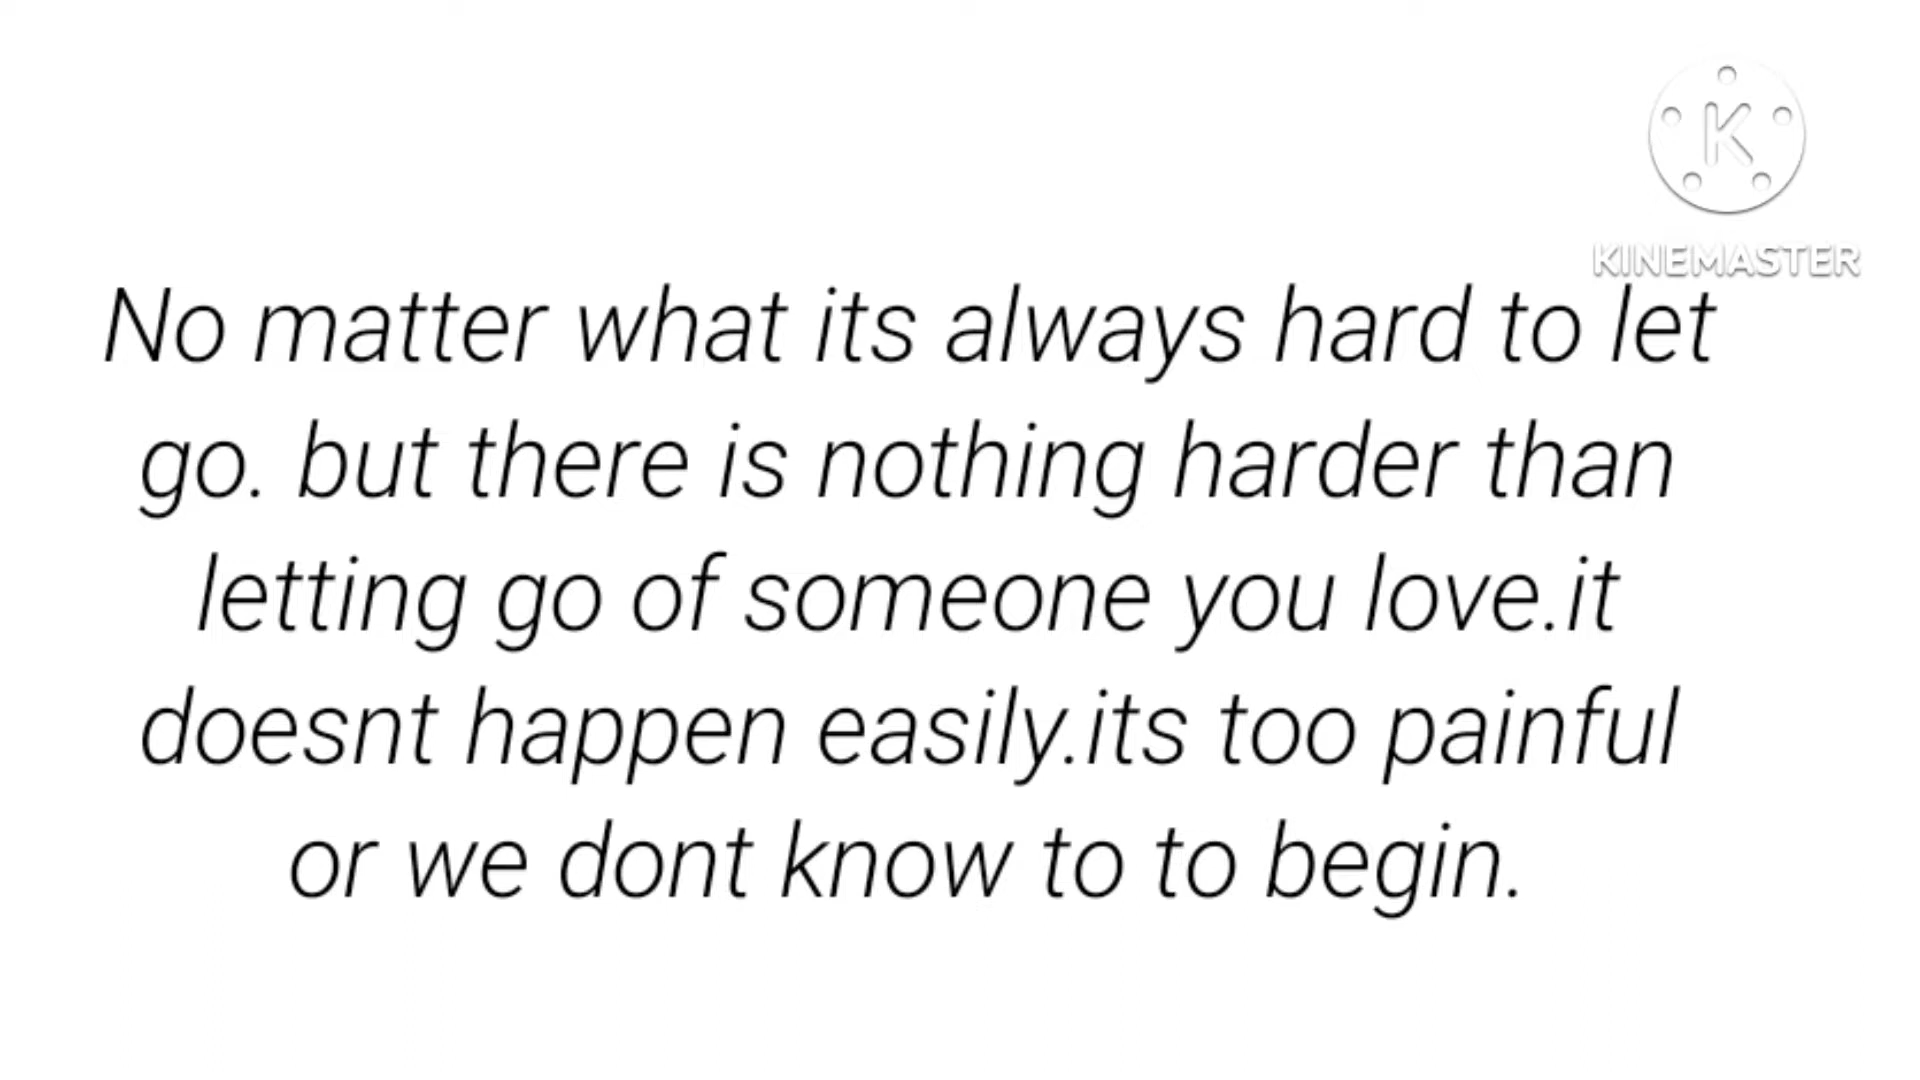 K
KINEMASTER
No matter what its always hard to let
go. but there is nothing harder than
letting go of someone you love.it
doesnt happen easily.its too painful
or we dont know to to begin.